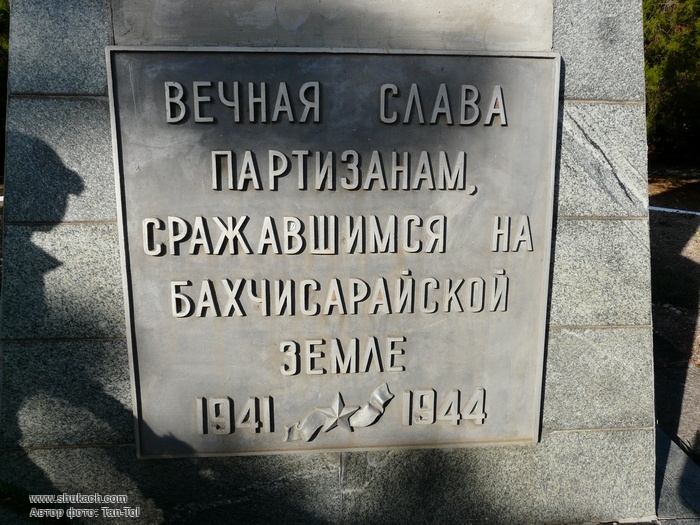 ВЕЧНАЯ СЛАВА
ПАРТИЗАНАМ,
СРАЖАВШИМСЯ НА
БАХЧИСАРАЙСКОЙ
ЗЕМЛЕ
1941 1944
www.shukach.com
Автор фото: Tan-Tol